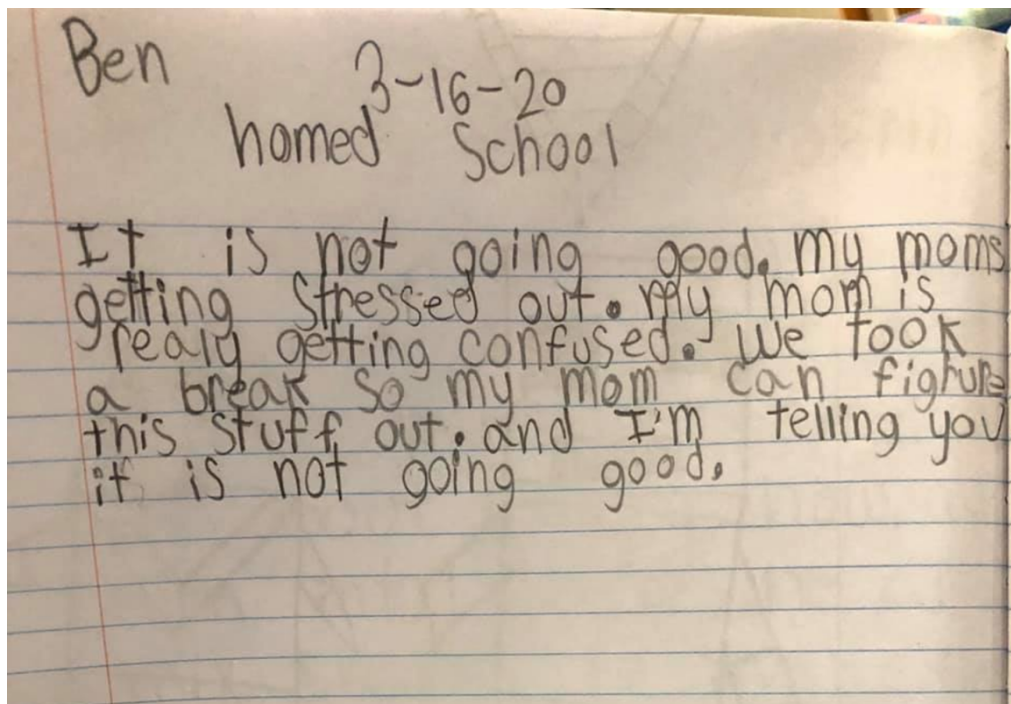 Ben
3-16-20
homed School
It is not going good. my moms
getting stressed out. My mom is
realy getting confused. We took
a break so my mom can fighure
this stuff out. and I'm telling you
it is not going good.